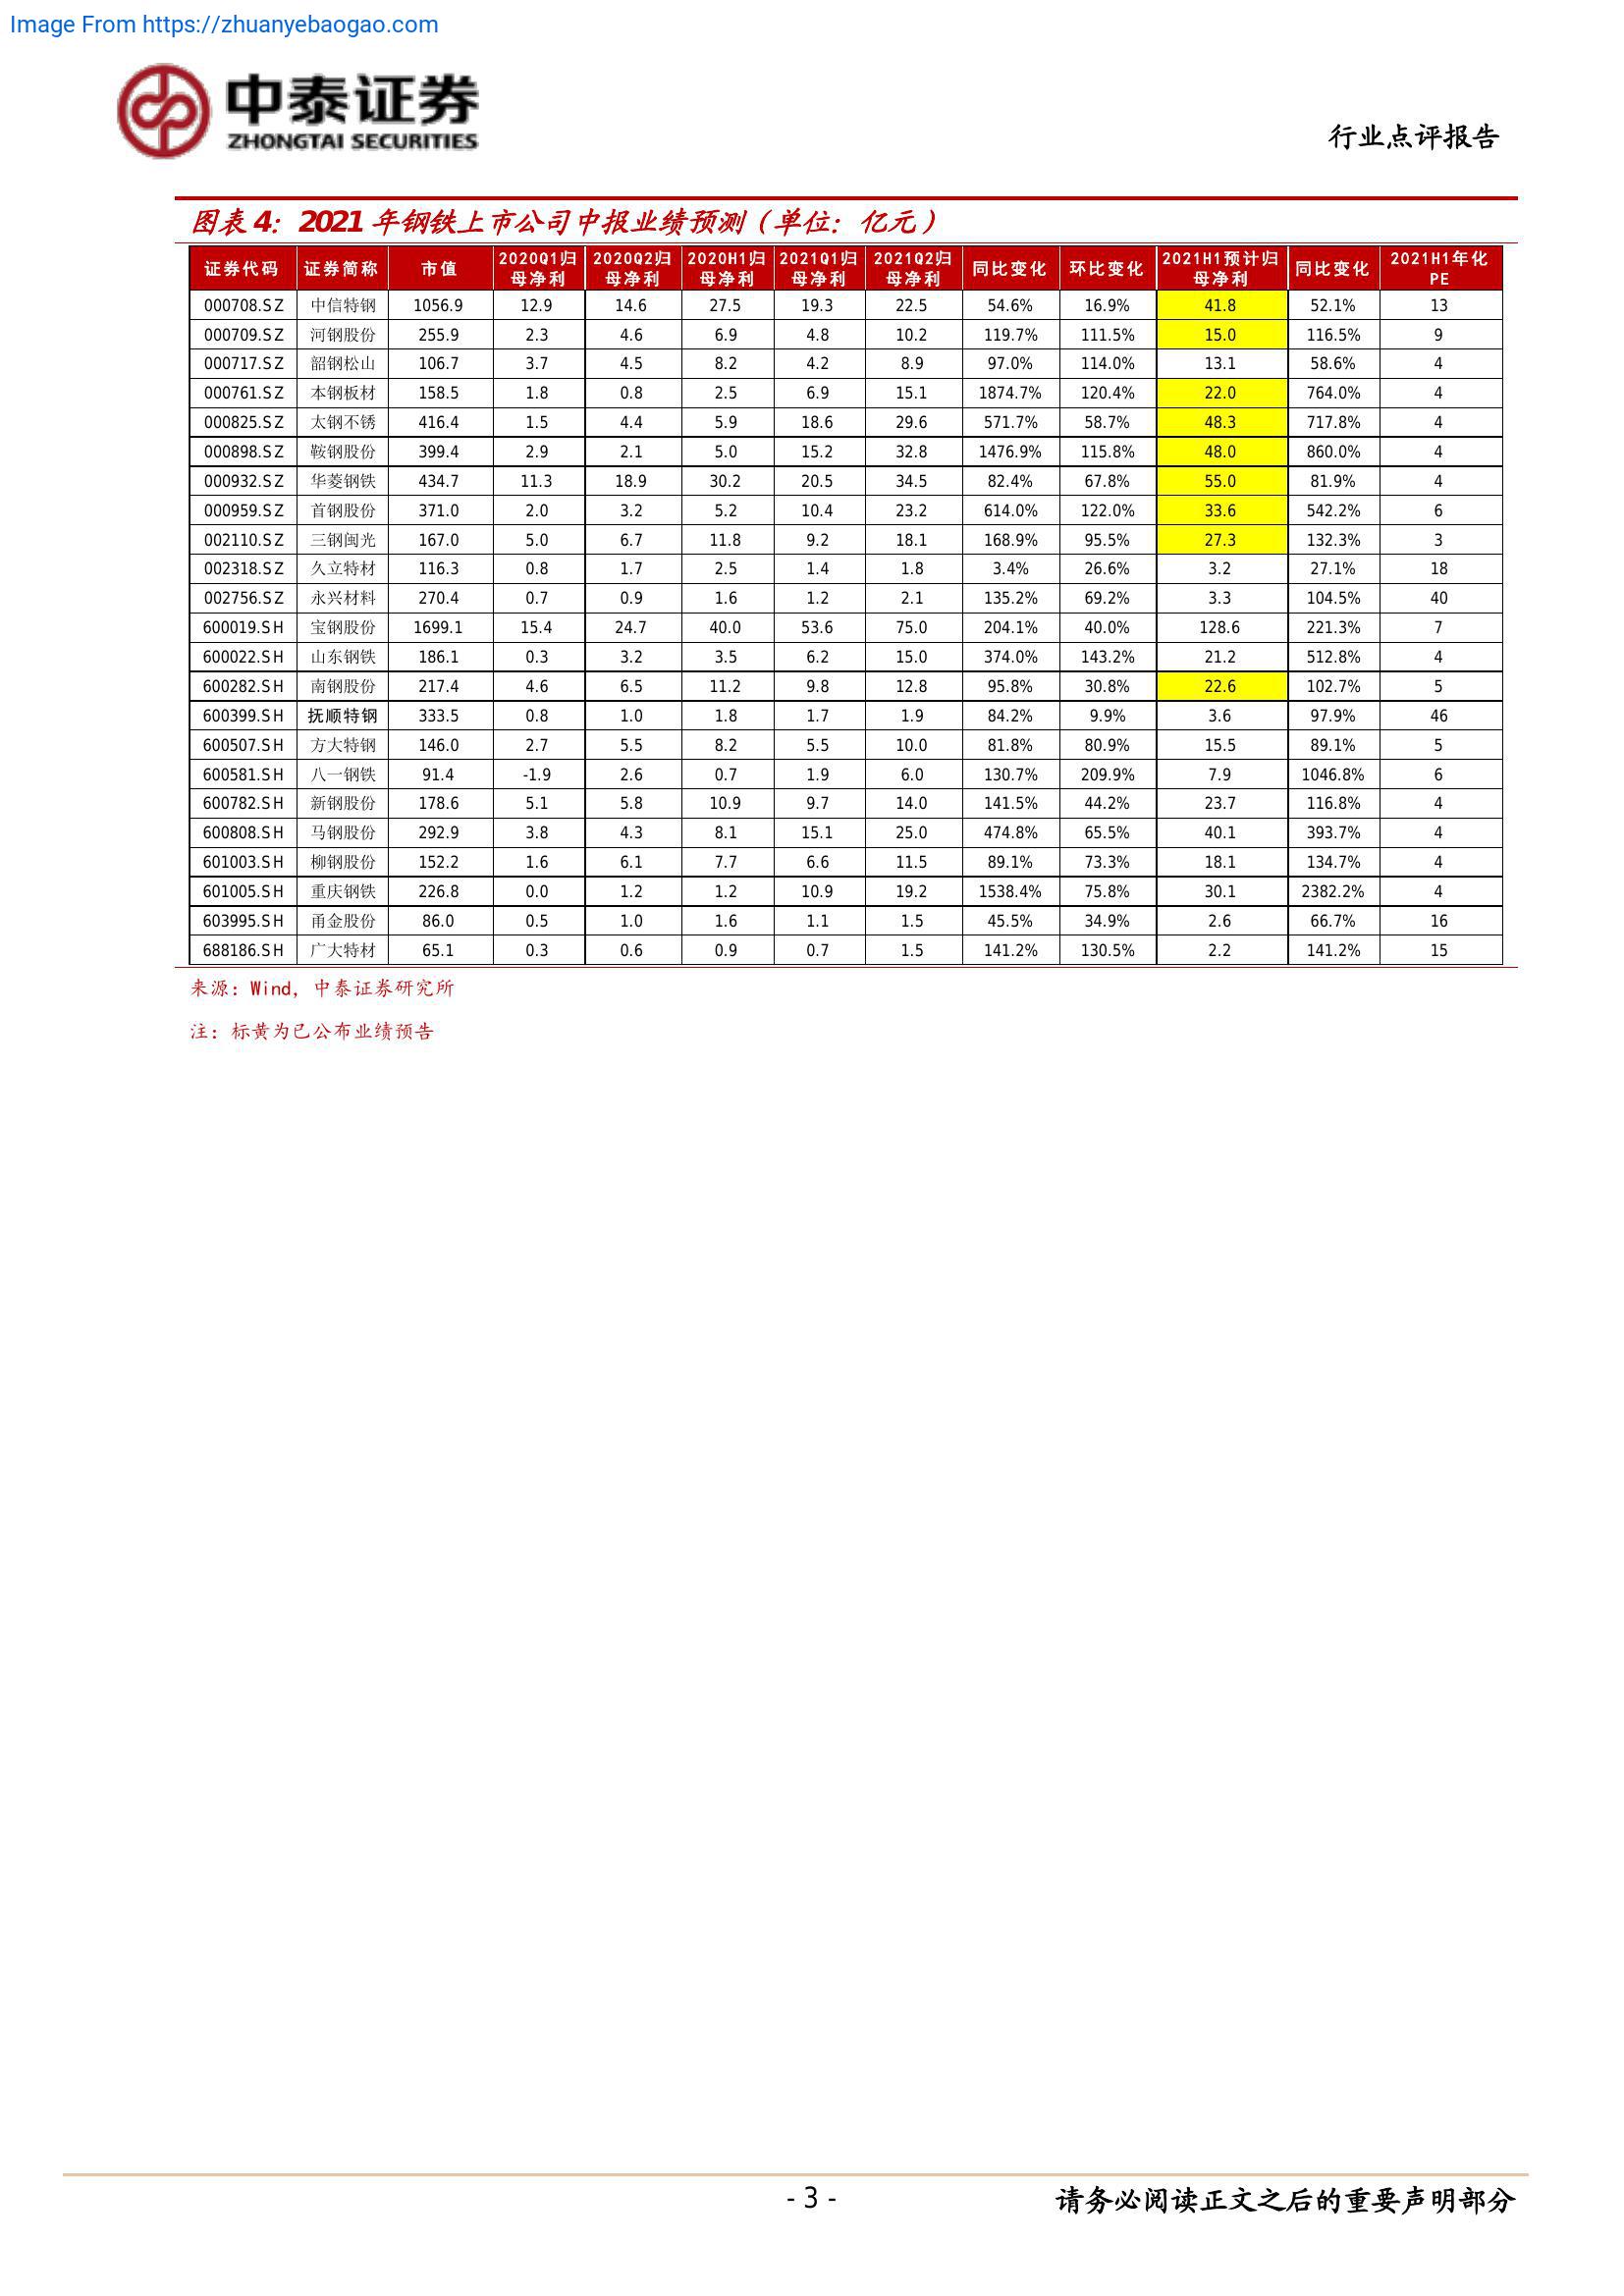 Image From https://zhuanyebaogao.com
中泰证券
ZHONGTAI SECURITIES
行业点评报告
图表 4：2021 年钢铁上市公司中报业绩预测（单位：亿元）
证券代码 证券简称 市值 2020Q1归母净利 2020Q2归母净利 2020H1归母净利 2021Q1归母净利 2021Q2归母净利 同比变化 环比变化 2021H1预计归母净利 同比变化 2021H1年化PE
000708.SZ 中信特钢 1056.9 12.9 14.6 27.5 19.3 22.5 54.6% 16.9% 41.8 52.1% 13
000709.SZ 河钢股份 255.9 2.3 4.6 6.9 4.8 10.2 119.7% 111.5% 15.0 116.5% 9
000717.SZ 韶钢松山 106.7 3.7 4.5 8.2 4.2 8.9 97.0% 114.0% 13.1 58.6% 4
000761.SZ 本钢板材 158.5 1.8 0.8 2.5 6.9 15.1 1874.7% 120.4% 22.0 764.0% 4
000825.SZ 太钢不锈 416.4 1.5 4.4 5.9 18.6 29.6 571.7% 58.7% 48.3 717.8% 4
000898.SZ 鞍钢股份 399.4 2.9 2.1 5.0 15.2 32.8 1476.9% 115.8% 48.0 860.0% 4
000932.SZ 华菱钢铁 434.7 11.3 18.9 30.2 20.5 34.5 82.4% 67.8% 55.0 81.9% 4
000959.SZ 首钢股份 371.0 2.0 3.2 5.2 10.4 23.2 614.0% 122.0% 33.6 542.2% 6
002110.SZ 三钢闽光 167.0 5.0 6.7 11.8 9.2 18.1 168.9% 95.5% 27.3 132.3% 3
002318.SZ 久立特材 116.3 0.8 1.7 2.5 1.4 1.8 3.4% 26.6% 3.2 27.1% 18
002756.SZ 永兴材料 270.4 0.7 0.9 1.6 1.2 2.1 135.2% 69.2% 3.3 104.5% 40
600019.SH 宝钢股份 1699.1 15.4 24.7 40.0 53.6 75.0 204.1% 40.0% 128.6 221.3% 7
600022.SH 山东钢铁 186.1 0.3 3.2 3.5 6.2 15.0 374.0% 143.2% 21.2 512.8% 4
600282.SH 南钢股份 217.4 4.6 6.5 11.2 9.8 12.8 95.8% 30.8% 22.6 102.7% 5
600399.SH 抚顺特钢 333.5 0.8 1.0 1.8 1.7 1.9 84.2% 9.9% 3.6 97.9% 46
600507.SH 方大特钢 146.0 2.7 5.5 8.2 5.5 10.0 81.8% 80.9% 15.5 89.1% 5
600581.SH 八一钢铁 91.4 -1.9 2.6 0.7 1.9 6.0 130.7% 209.9% 7.9 1046.8% 6
600782.SH 新钢股份 178.6 5.1 5.8 10.9 9.7 14.0 141.5% 44.2% 23.7 116.8% 4
600808.SH 马钢股份 292.9 3.8 4.3 8.1 15.1 25.0 474.8% 65.5% 40.1 393.7% 4
601003.SH 柳钢股份 152.2 1.6 6.1 7.7 6.6 11.5 89.1% 73.3% 18.1 134.7% 4
601005.SH 重庆钢铁 226.8 0.0 1.2 1.2 10.9 19.2 1538.4% 75.8% 30.1 2382.2% 4
603995.SH 甬金股份 86.0 0.5 1.0 1.6 1.1 1.5 45.5% 34.9% 2.6 66.7% 16
688186.SH 广大特材 65.1 0.3 0.6 0.9 0.7 1.5 141.2% 130.5% 2.2 141.2% 15
来源：Wind，中泰证券研究所
注：标黄为已公布业绩预告
- 3 -
请务必阅读正文之后的重要声明部分